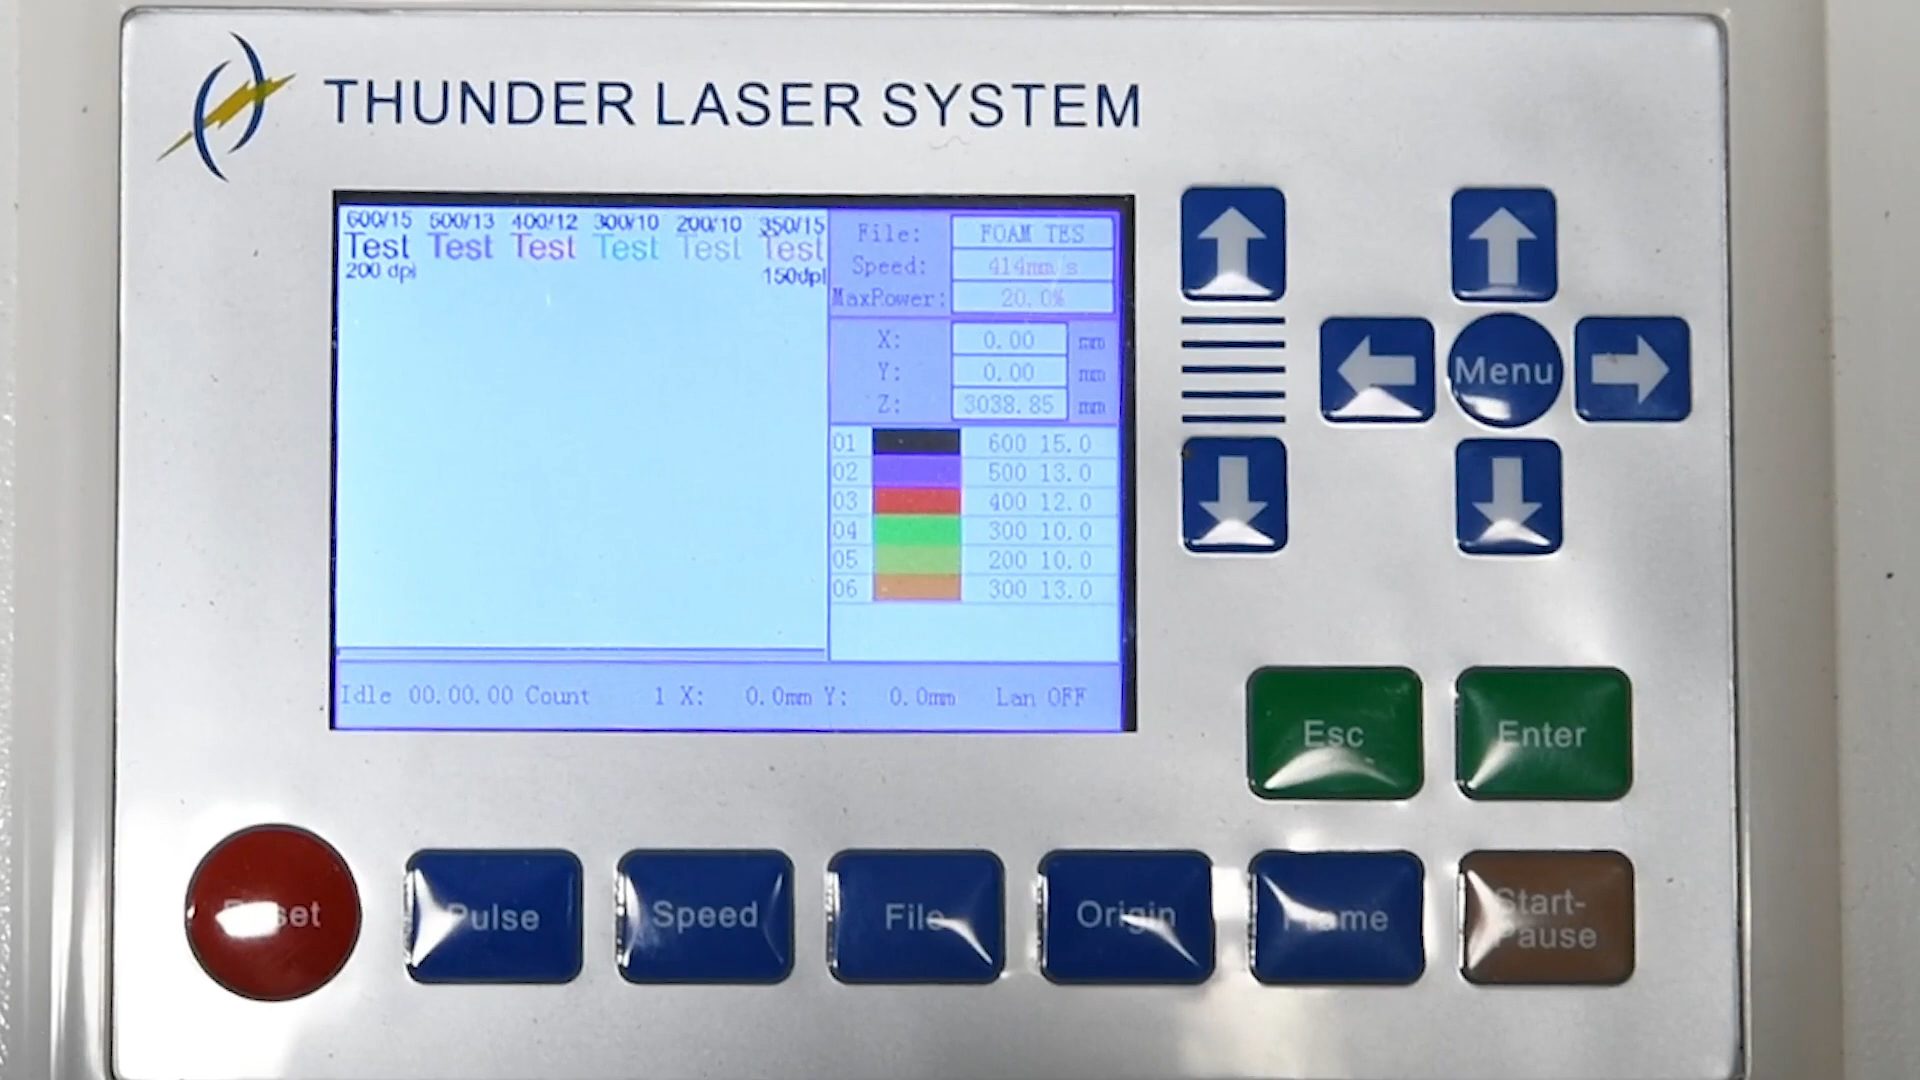 THUNDER LASER SYSTEM
600/15 500/13 400/12 300/10 200/10 350/15
Test Test Test Test Test Test
200 dpi 150dpi
File: FOAM TES
Speed: 414mm/s
MaxPower: 20.0%
X: 0.00 mm
Y: 0.00 mm
Z: 3038.85 mm
01 600 15.0
02 500 13.0
03 400 12.0
04 300 10.0
05 200 10.0
06 300 13.0
Idle 00.00.00 Count 1 X: 0.0mm Y: 0.0mm Lan OFF
Menu
Esc Enter
Reset Pulse Speed File Origin Frame Start-
Pause